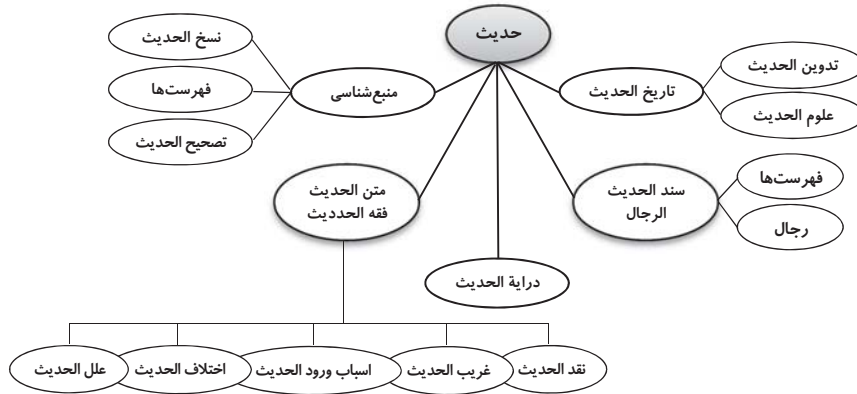 حدیث
تاریخ الحدیث
تدوین الحدیث
علوم الحدیث
منبع‌شناسی
نسخ الحدیث
فهرست‌ها
تصحیح الحدیث
سند الحدیث
الرجال
فهرست‌ها
رجال
متن الحدیث
فقه الحددیث
درایة الحدیث
نقد الحدیث
غریب الحدیث
اسباب ورود الحدیث
اختلاف الحدیث
علل الحدیث